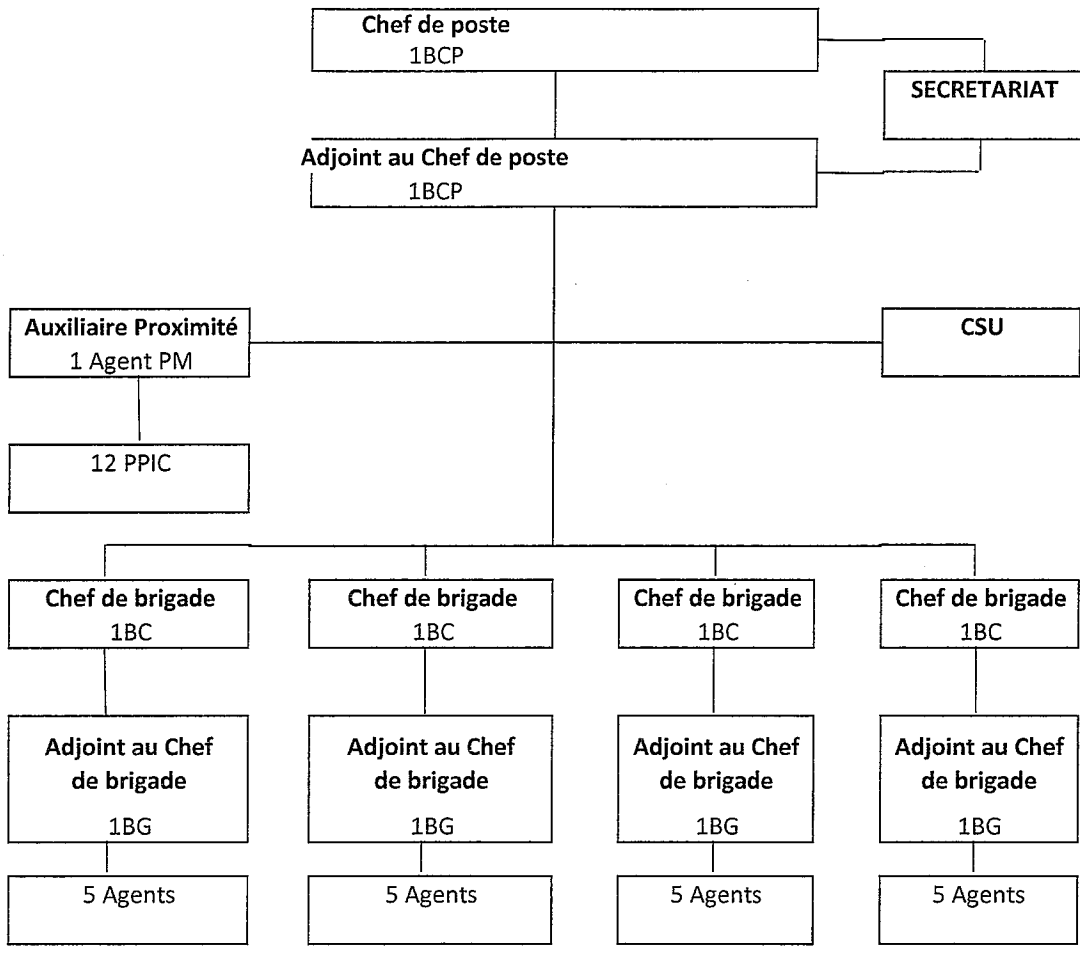 Chef de poste
1BCP
SECRETARIAT
Adjoint au Chef de poste
1BCP
Auxiliaire Proximité
1 Agent PM
CSU
12 PPIC
Chef de brigade
1BC
Chef de brigade
1BC
Chef de brigade
1BC
Chef de brigade
1BC
Adjoint au Chef
de brigade
1BG
Adjoint au Chef
de brigade
1BG
Adjoint au Chef
de brigade
1BG
Adjoint au Chef
de brigade
1BG
5 Agents
5 Agents
5 Agents
5 Agents